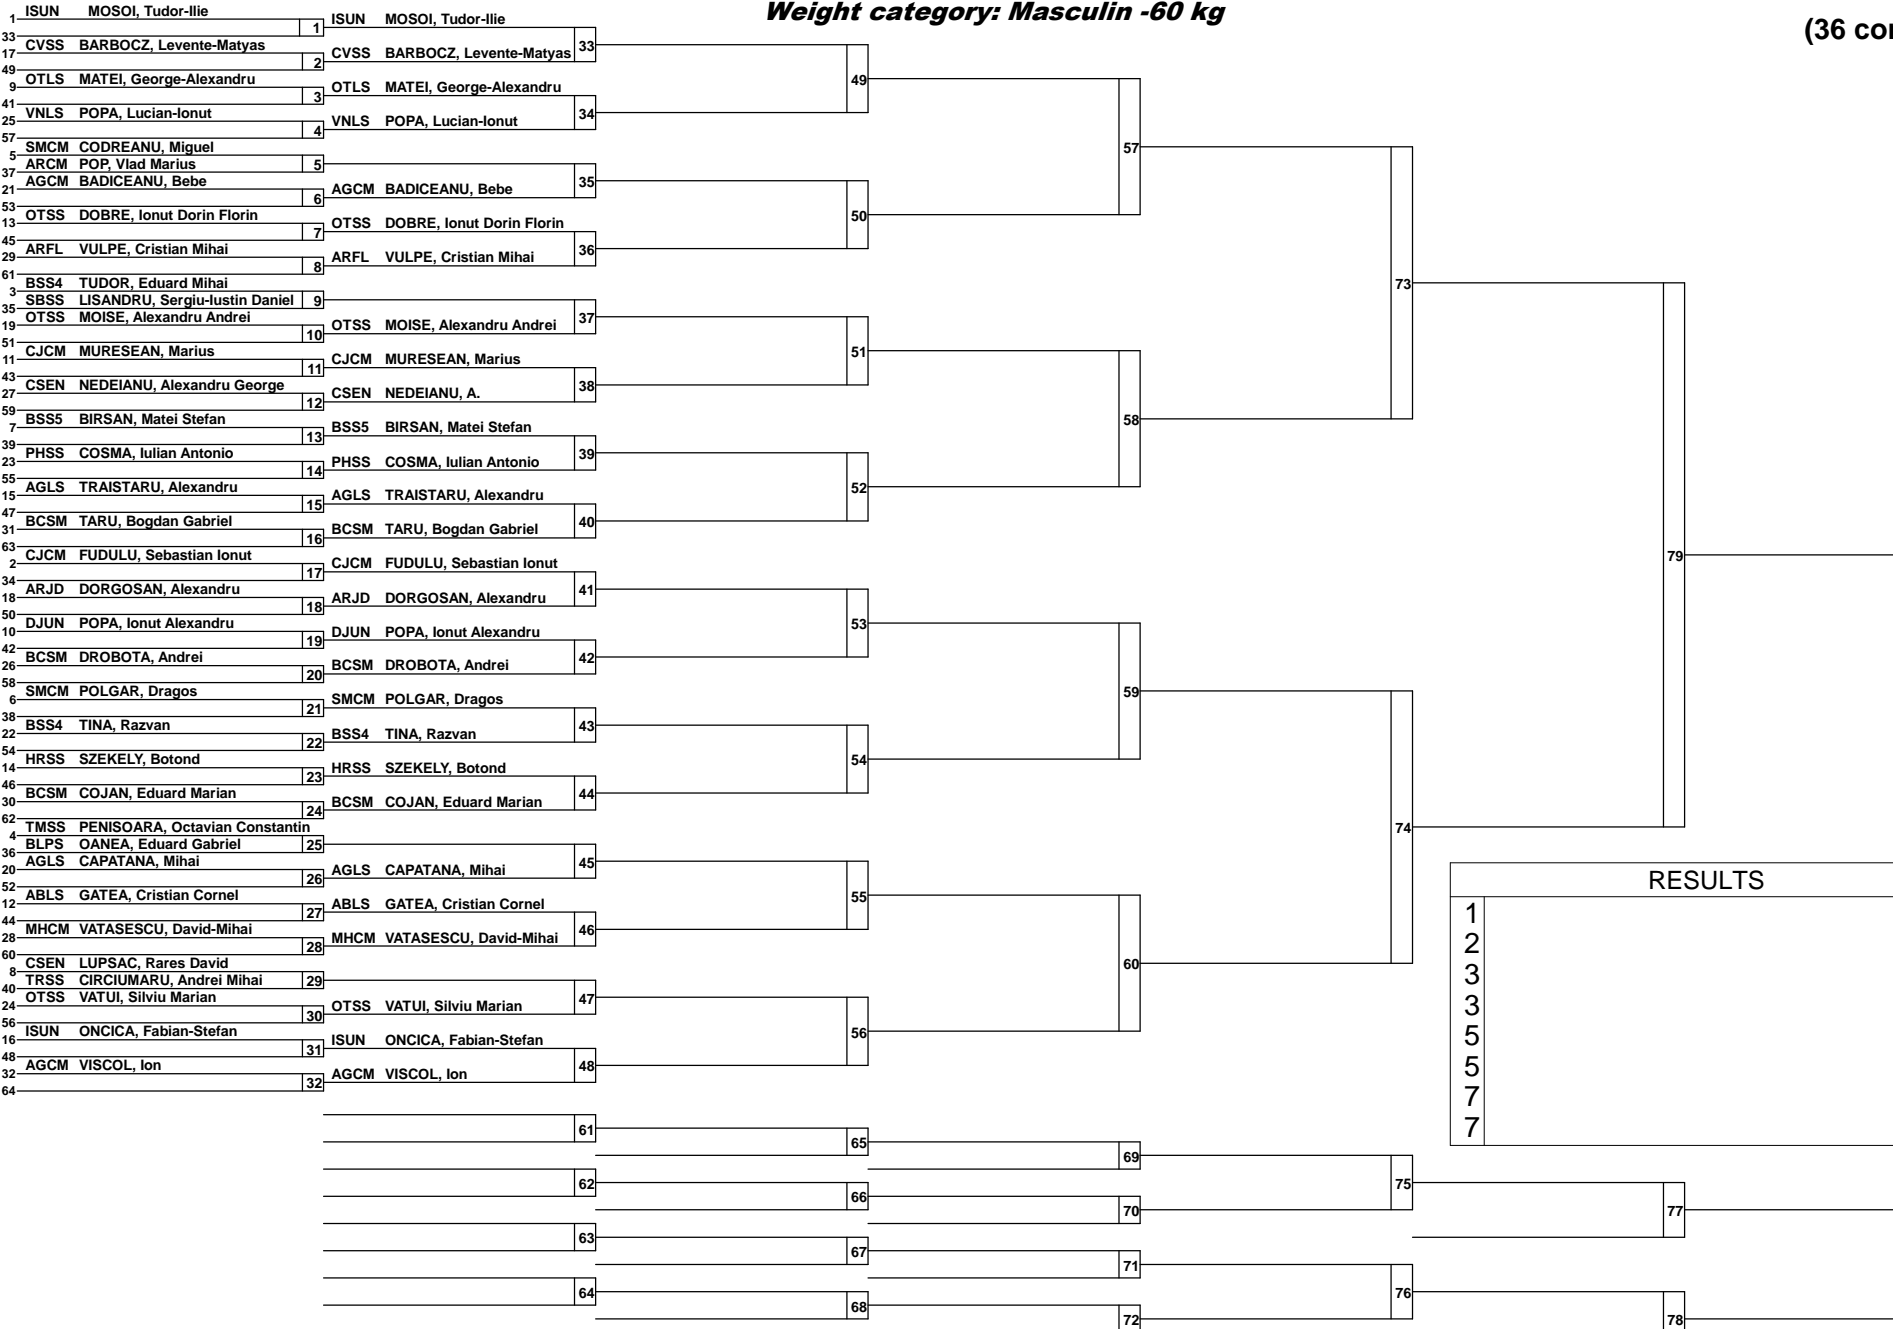 Weight category: Masculin -60 kg
(36 con
1 ISUN MOSOI, Tudor-Ilie
33
1
17 CVSS BARBOCZ, Levente-Matyas
49
2
9 OTLS MATEI, George-Alexandru
41
3
25 VNLS POPA, Lucian-Ionut
57
4
5 SMCM CODREANU, Miguel
37 ARCM POP, Vlad Marius
5
21 AGCM BADICEANU, Bebe
53
6
13 OTSS DOBRE, Ionut Dorin Florin
45
7
29 ARFL VULPE, Cristian Mihai
61
8
3 BSS4 TUDOR, Eduard Mihai
35 SBSS LISANDRU, Sergiu-Iustin Daniel
9
19 OTSS MOISE, Alexandru Andrei
51
10
11 CJCM MURESEAN, Marius
43
11
27 CSEN NEDEIANU, Alexandru George
59
12
7 BSS5 BIRSAN, Matei Stefan
39
13
23 PHSS COSMA, Iulian Antonio
55
14
15 AGLS TRAISTARU, Alexandru
47
15
31 BCSM TARU, Bogdan Gabriel
63
16
2 CJCM FUDULU, Sebastian Ionut
34
17
18 ARJD DORGOSAN, Alexandru
50
18
10 DJUN POPA, Ionut Alexandru
42
19
26 BCSM DROBOTA, Andrei
58
20
6 SMCM POLGAR, Dragos
38
21
22 BSS4 TINA, Razvan
54
22
14 HRSS SZEKELY, Botond
46
23
30 BCSM COJAN, Eduard Marian
62
24
4 TMSS PENISOARA, Octavian Constantin
36 BLPS OANEA, Eduard Gabriel
25
20 AGLS CAPATANA, Mihai
52
26
12 ABLS GATEA, Cristian Cornel
44
27
28 MHCM VATASESCU, David-Mihai
60
28
8 CSEN LUPSAC, Rares David
40 TRSS CIRCIUMARU, Andrei Mihai
29
24 OTSS VATUI, Silviu Marian
56
30
16 ISUN ONCICA, Fabian-Stefan
48
31
32 AGCM VISCOL, Ion
64
32
ISUN MOSOI, Tudor-Ilie
CVSS BARBOCZ, Levente-Matyas
33
OTLS MATEI, George-Alexandru
VNLS POPA, Lucian-Ionut
34
AGCM BADICEANU, Bebe
35
OTSS DOBRE, Ionut Dorin Florin
ARFL VULPE, Cristian Mihai
36
OTSS MOISE, Alexandru Andrei
37
CJCM MURESEAN, Marius
CSEN NEDEIANU, A.
38
BSS5 BIRSAN, Matei Stefan
PHSS COSMA, Iulian Antonio
39
AGLS TRAISTARU, Alexandru
BCSM TARU, Bogdan Gabriel
40
CJCM FUDULU, Sebastian Ionut
ARJD DORGOSAN, Alexandru
41
DJUN POPA, Ionut Alexandru
BCSM DROBOTA, Andrei
42
SMCM POLGAR, Dragos
BSS4 TINA, Razvan
43
HRSS SZEKELY, Botond
BCSM COJAN, Eduard Marian
44
AGLS CAPATANA, Mihai
45
ABLS GATEA, Cristian Cornel
MHCM VATASESCU, David-Mihai
46
OTSS VATUI, Silviu Marian
47
ISUN ONCICA, Fabian-Stefan
AGCM VISCOL, Ion
48
49
50
51
52
53
54
55
56
57
58
59
60
73
74
79
RESULTS
1
2
3
3
5
5
7
7
61
62
63
64
65
66
67
68
69
70
71
72
75
76
77
78